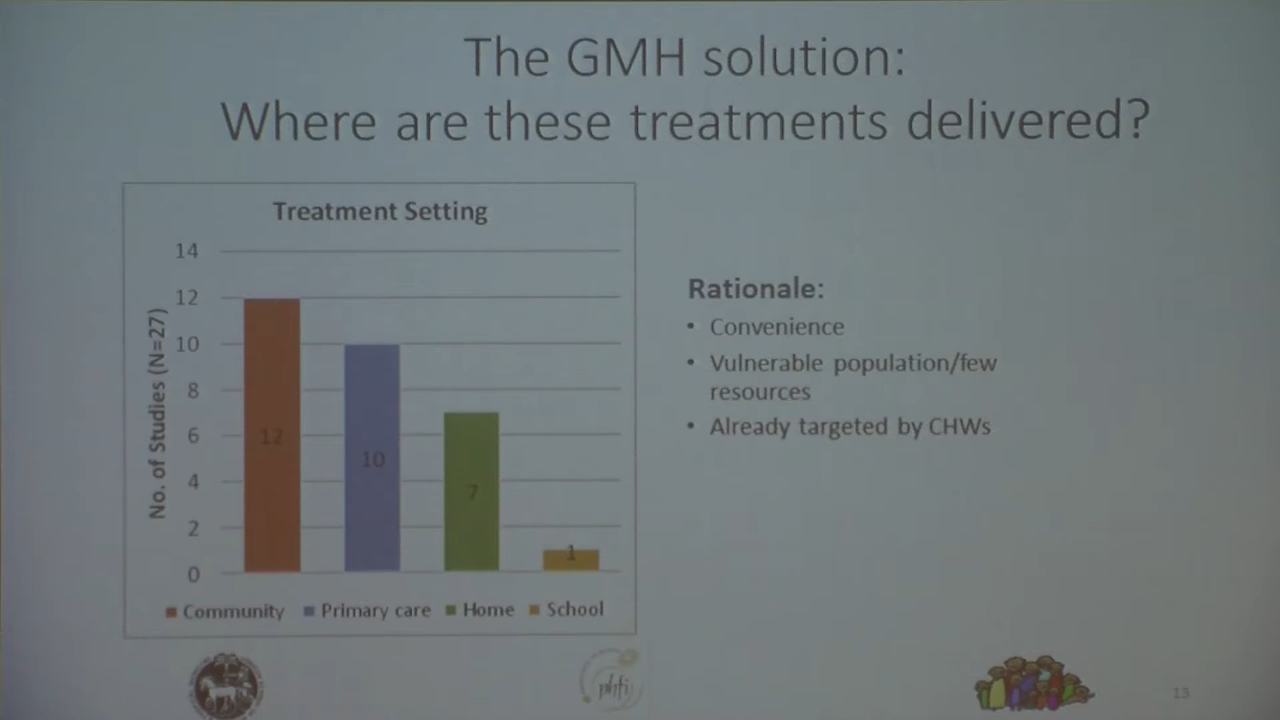 The GMH solution:
Where are these treatments delivered?
Treatment Setting
14
12
10
8
6
4
2
0
No. of Studies (N=27)
12
10
7
1
Community
Primary care
Home
School
Rationale:
• Convenience
• Vulnerable population/few
resources
• Already targeted by CHWs
phfi
13